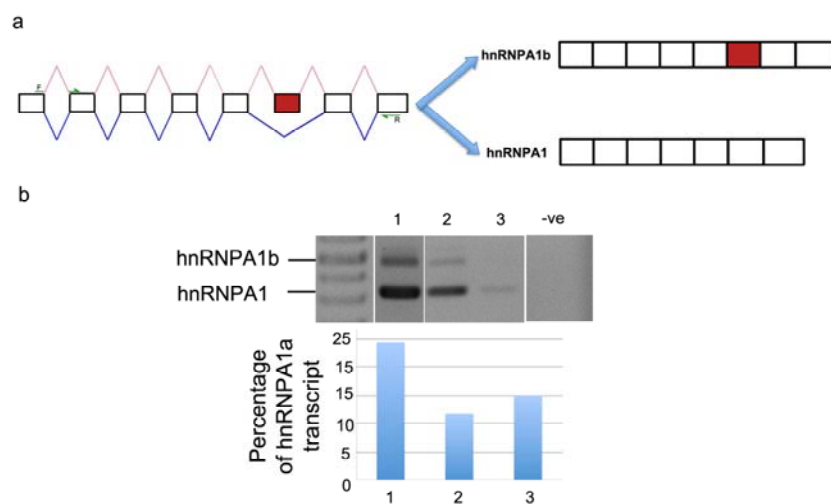 a
hnRNPA1b
F
R
hnRNPA1
b
1 2 3 -ve
hnRNPA1b
hnRNPA1
Percentage
of hnRNPA1a
transcript
25
15
15
10
5
0
1 2 3